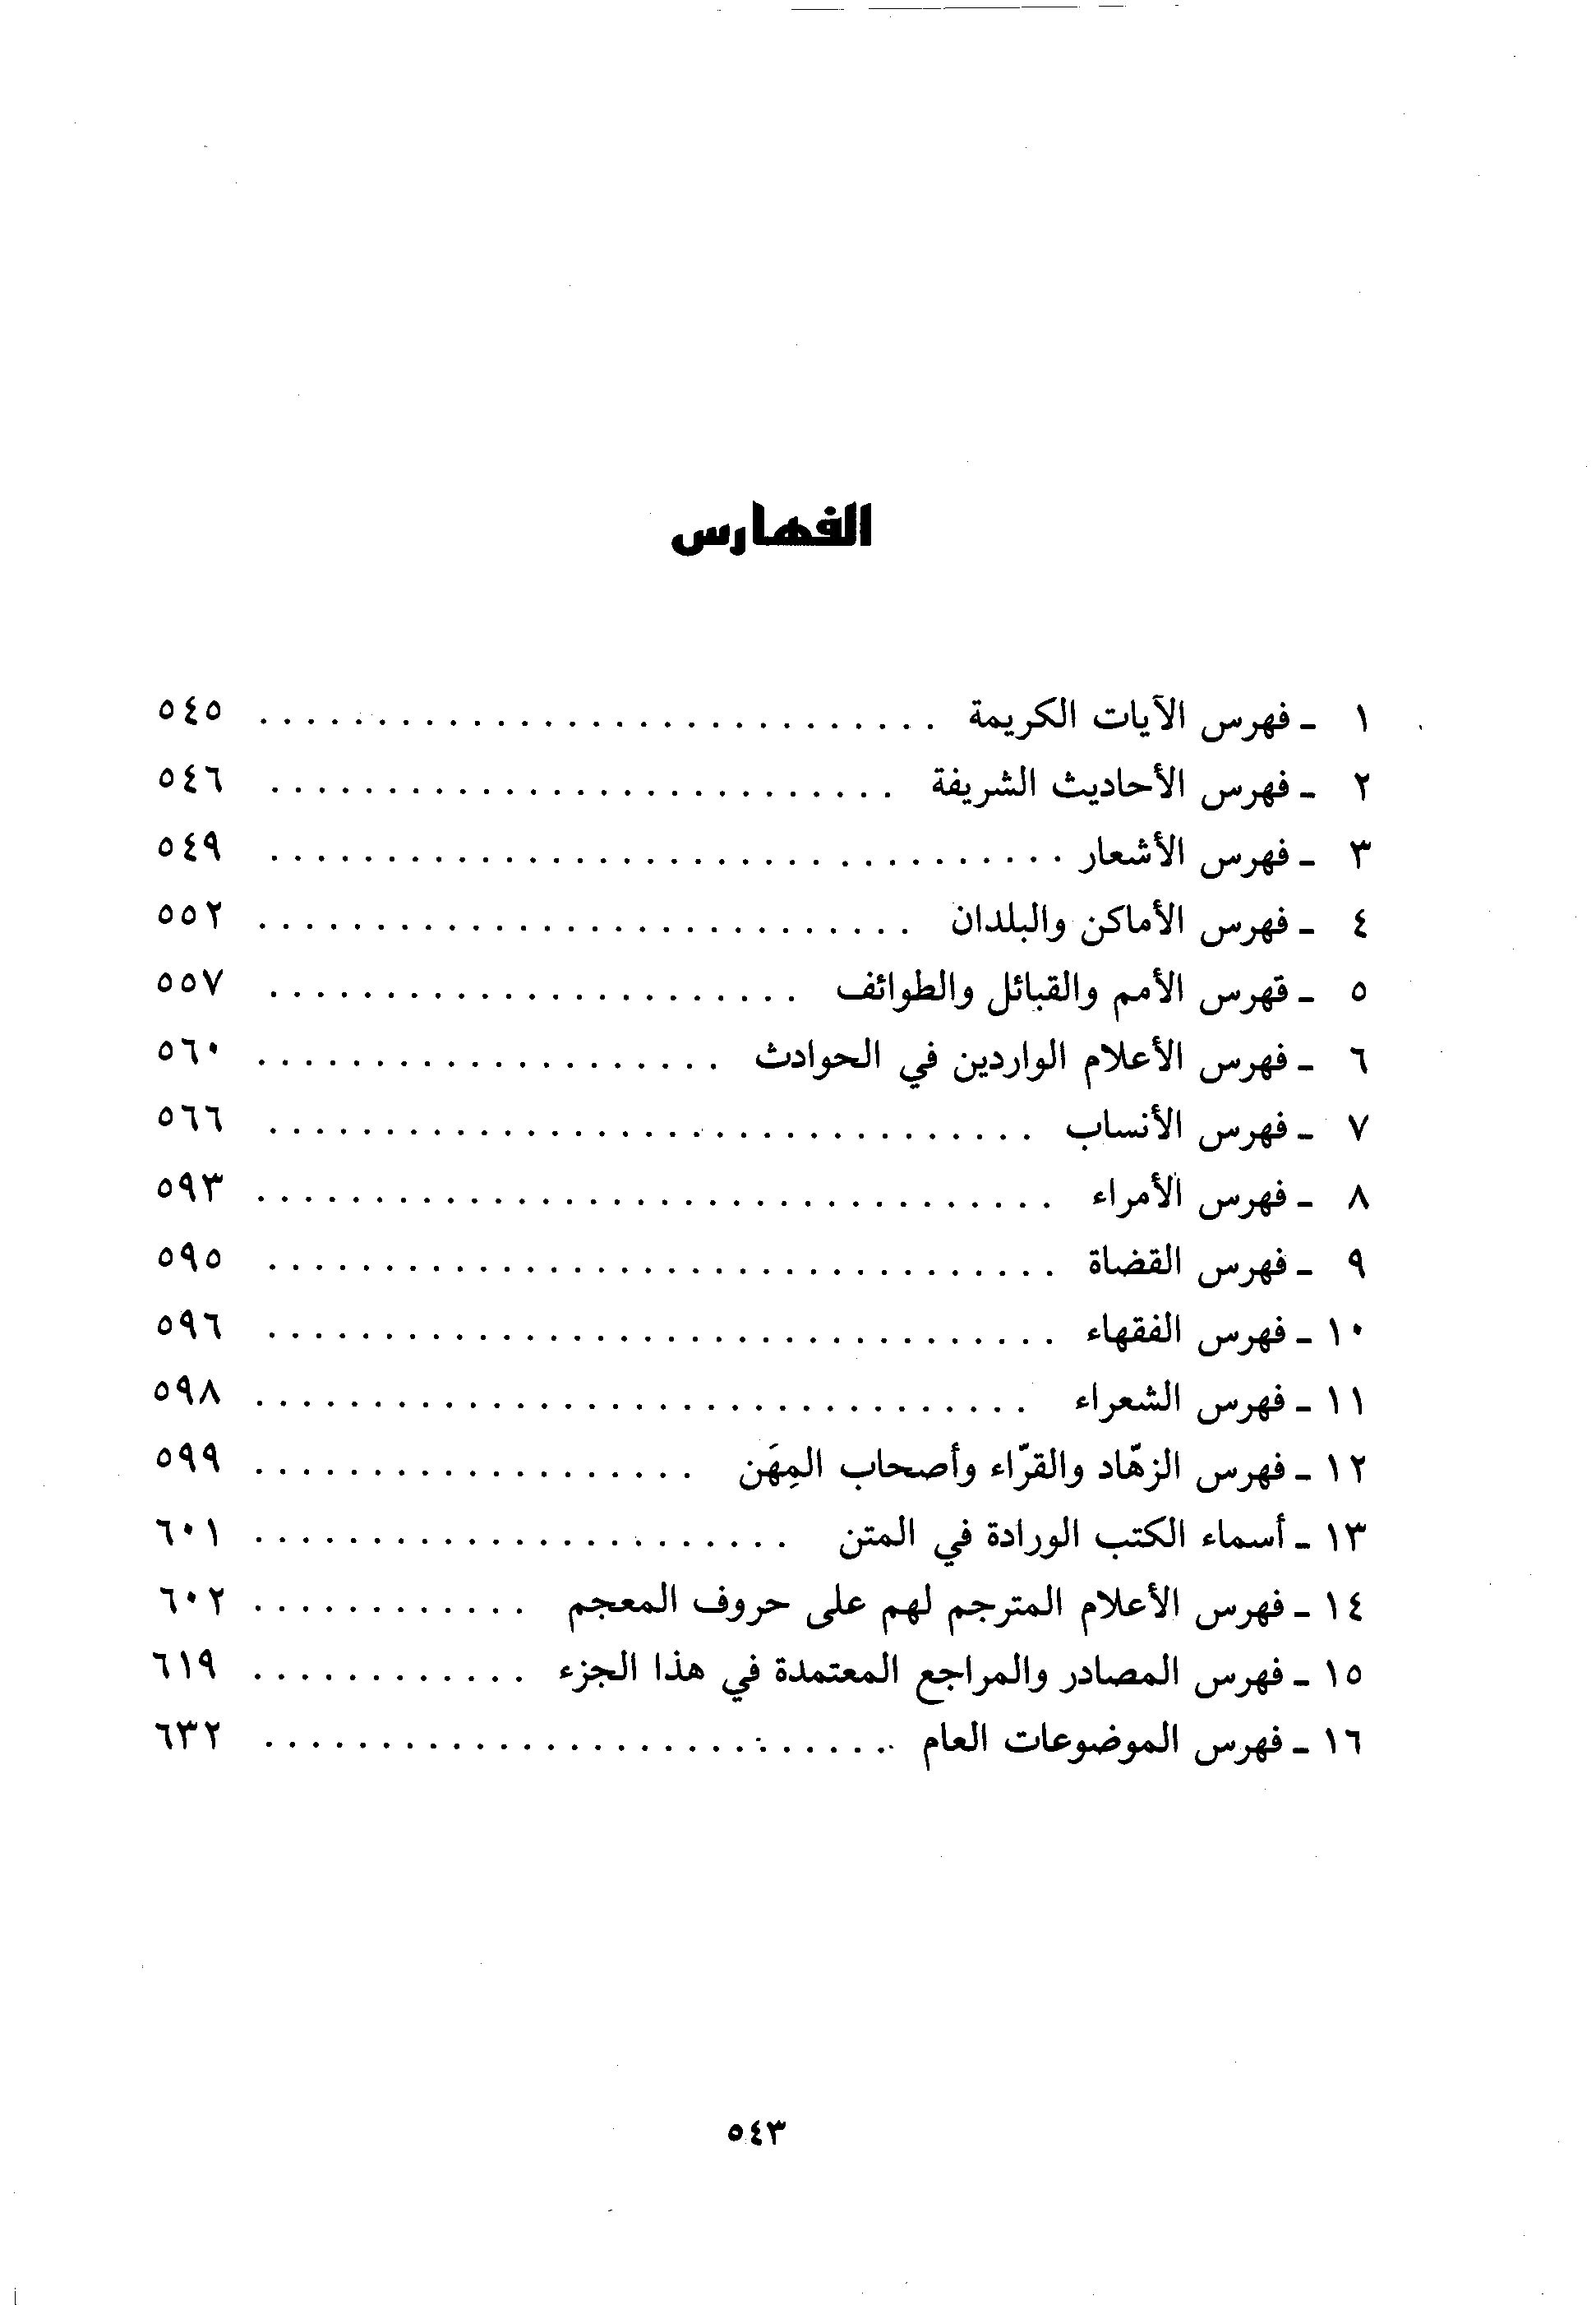 الفهارس
١ - فهرس الآيات الكريمة . . . . . . . . . . . . . . . . . . . . . . . . . . . . . ٥٤٥
٢ - فهرس الأحاديث الشريفة . . . . . . . . . . . . . . . . . . . . . . . . . . . ٥٤٦
٣ - فهرس الأشعار . . . . . . . . . . . . . . . . . . . . . . . . . . . . . . . . . . ٥٤٩
٤ - فهرس الأماكن والبلدان . . . . . . . . . . . . . . . . . . . . . . . . . . . . ٥٥٢
٥ - قهرس الأمم والقبائل والطوائف . . . . . . . . . . . . . . . . . . . . . . . ٥٥٧
٦ - فهرس الأعلام الواردين في الحوادث . . . . . . . . . . . . . . . . . . . . ٥٦٠
٧ - فهرس الأنساب . . . . . . . . . . . . . . . . . . . . . . . . . . . . . . . . . ٥٦٦
٨ - فهرس الأمراء . . . . . . . . . . . . . . . . . . . . . . . . . . . . . . . . . . ٥٩٣
٩ - فهرس القضاة . . . . . . . . . . . . . . . . . . . . . . . . . . . . . . . . . . ٥٩٥
١٠ - فهرس الفقهاء . . . . . . . . . . . . . . . . . . . . . . . . . . . . . . . . . . ٥٩٦
١١ - فهرس الشعراء . . . . . . . . . . . . . . . . . . . . . . . . . . . . . . . . . ٥٩٨
١٢ - فهرس الزهّاد والقرّاء وأصحاب المِهَن . . . . . . . . . . . . . . . . . . . ٥٩٩
١٣ - أسماء الكتب الورادة في المتن . . . . . . . . . . . . . . . . . . . . . . . ٦٠١
١٤ - فهرس الأعلام المترجم لهم على حروف المعجم . . . . . . . . . . . . ٦٠٢
١٥ - فهرس المصادر والمراجع المعتمدة في هذا الجزء . . . . . . . . . . . . ٦١٩
١٦ - فهرس الموضوعات العام . . . . . . . . . . . . . . . . . . . . . . . . . . . ٦٣٢
٥٤٣